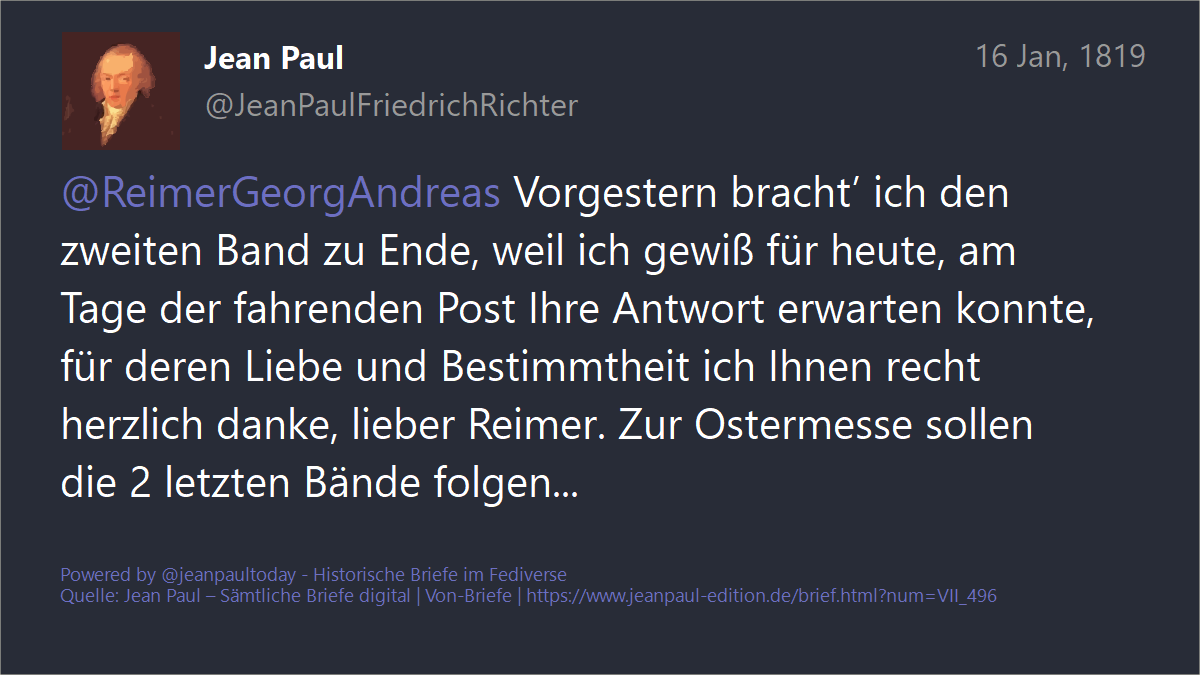 Jean Paul
16 Jan, 1819
@JeanPaulFriedrichRichter
@ReimerGeorgAndreas Vorgestern bracht’ ich den
zweiten Band zu Ende, weil ich gewiß für heute, am
Tage der fahrenden Post Ihre Antwort erwarten konnte,
für deren Liebe und Bestimmtheit ich Ihnen recht
herzlich danke, lieber Reimer. Zur Ostermesse sollen
die 2 letzten Bände folgen...
Powered by @jeanpaultoday - Historische Briefe im Fediverse
Quelle: Jean Paul – Sämtliche Briefe digital | Von-Briefe | https://www.jeanpaul-edition.de/brief.html?num=VII_496